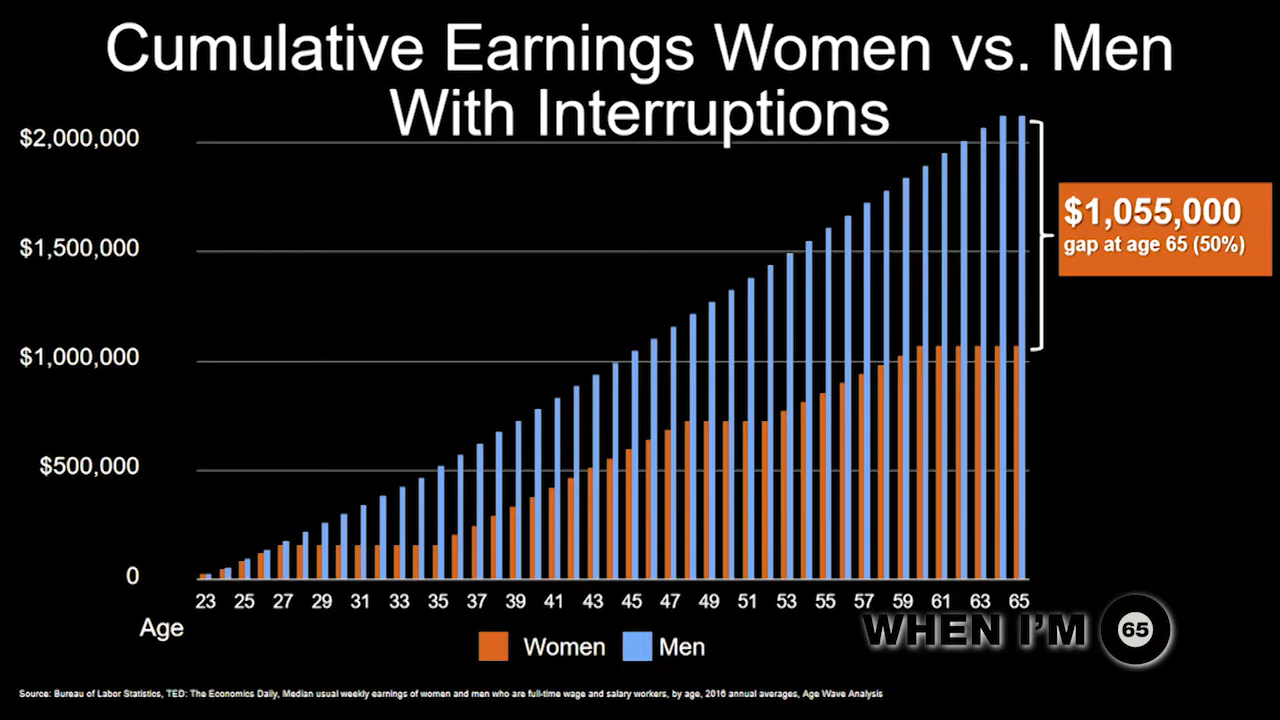 Cumulative Earnings Women vs. Men
With Interruptions
$2,000,000
$1,500,000
$1,000,000
$500,000
0
$1,055,000
gap at age 65 (50%)
23 25 27 29 31 33 35 37 39 41 43 45 47 49 51 53 55 57 59 61 63 65
Age
WHEN I'M 65
Women Men
Source: Bureau of Labor Statistics, TED: The Economics Daily, Median usual weekly earnings of women and men who are full-time wage and salary workers, by age, 2016 annual averages, Age Wave Analysis